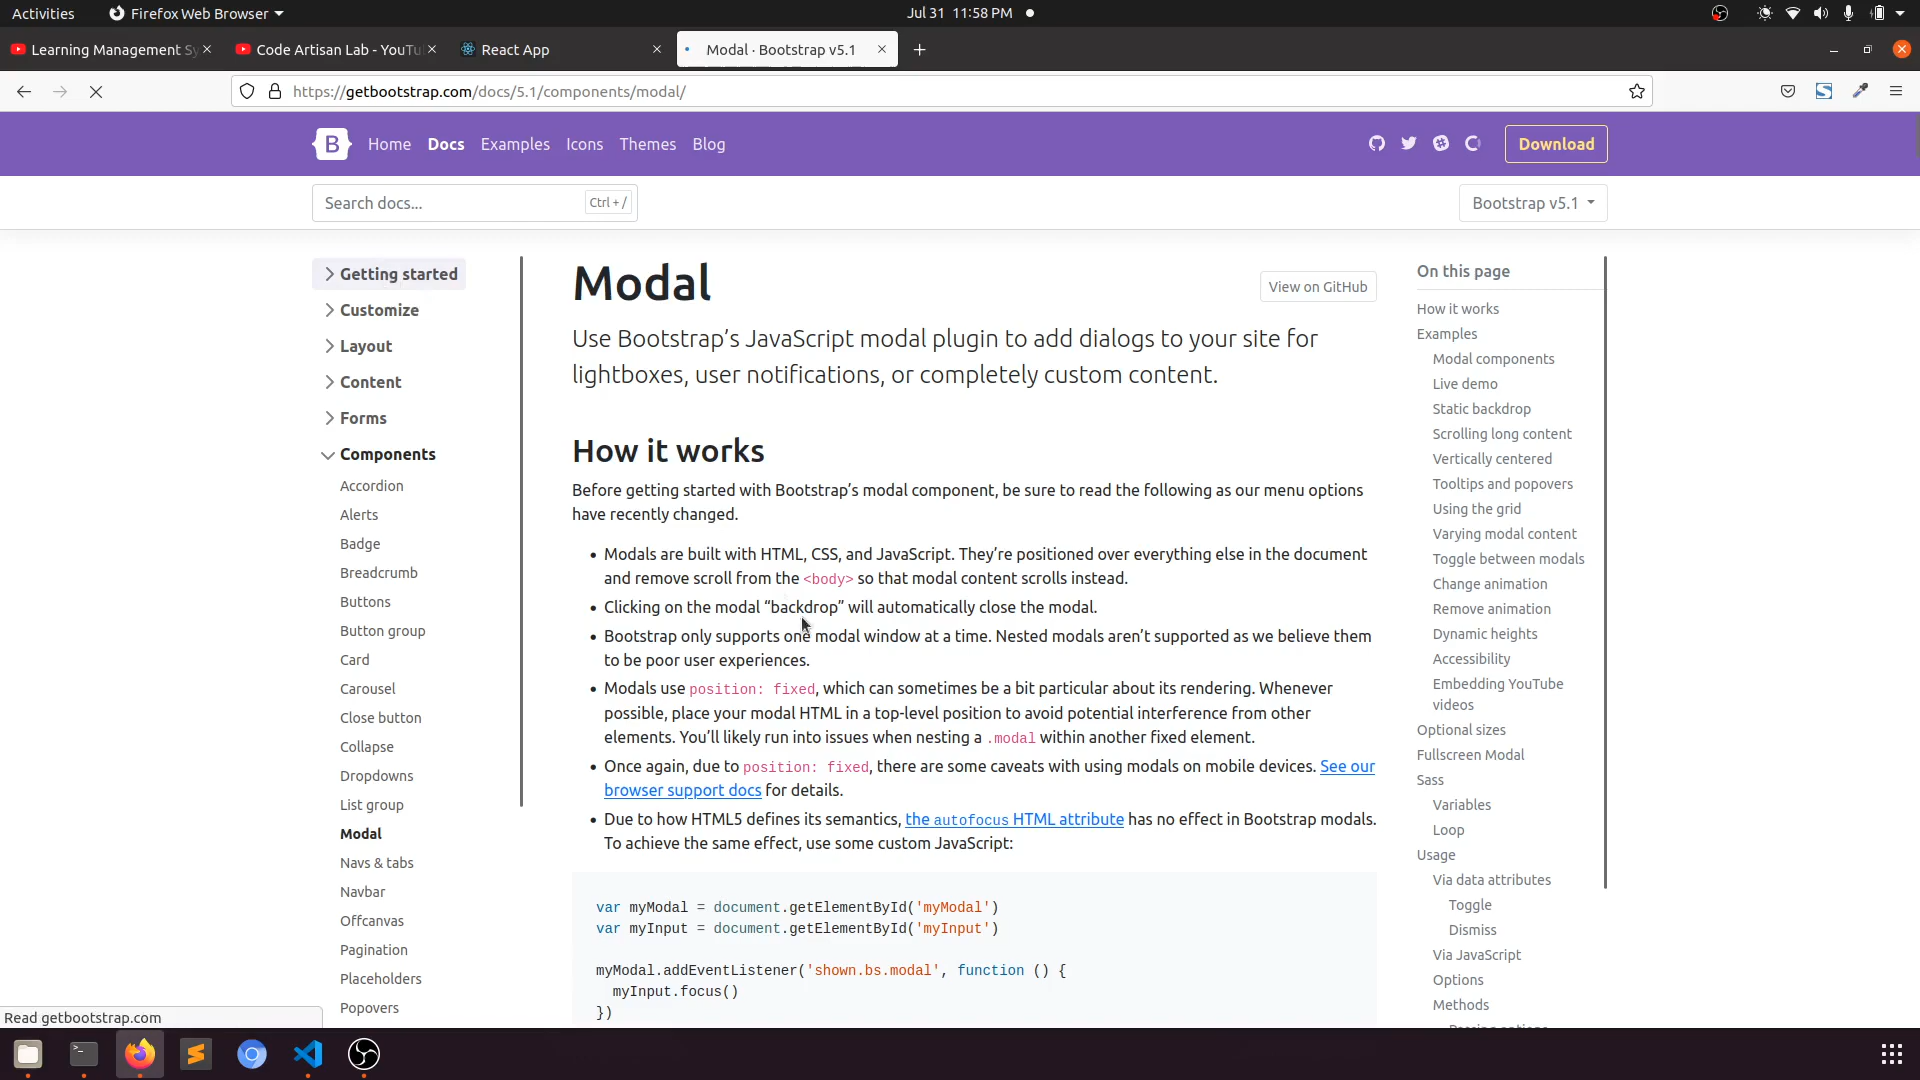 Activities
Firefox Web Browser
Jul 31 11:58 PM
Learning Management Sy
Code Artisan Lab - YouTu
React App
Modal · Bootstrap v5.1
https://getbootstrap.com/docs/5.1/components/modal/
B
Home
Docs
Examples
Icons
Themes
Blog
Download
Search docs...
Ctrl + /
Bootstrap v5.1
Getting started
Customize
Layout
Content
Forms
Components
Accordion
Alerts
Badge
Breadcrumb
Buttons
Button group
Card
Carousel
Close button
Collapse
Dropdowns
List group
Modal
Navs & tabs
Navbar
Offcanvas
Pagination
Placeholders
Popovers
Modal
View on GitHub
Use Bootstrap’s JavaScript modal plugin to add dialogs to your site for
lightboxes, user notifications, or completely custom content.
How it works
Before getting started with Bootstrap’s modal component, be sure to read the following as our menu options
have recently changed.
• Modals are built with HTML, CSS, and JavaScript. They’re positioned over everything else in the document
and remove scroll from the <body> so that modal content scrolls instead.
• Clicking on the modal “backdrop” will automatically close the modal.
• Bootstrap only supports one modal window at a time. Nested modals aren’t supported as we believe them
to be poor user experiences.
• Modals use position: fixed, which can sometimes be a bit particular about its rendering. Whenever
possible, place your modal HTML in a top-level position to avoid potential interference from other
elements. You’ll likely run into issues when nesting a .modal within another fixed element.
• Once again, due to position: fixed, there are some caveats with using modals on mobile devices. See our
browser support docs for details.
• Due to how HTML5 defines its semantics, the autofocus HTML attribute has no effect in Bootstrap modals.
To achieve the same effect, use some custom JavaScript:
var myModal = document.getElementById('myModal')
var myInput = document.getElementById('myInput')
myModal.addEventListener('shown.bs.modal', function () {
myInput.focus()
})
On this page
How it works
Examples
Modal components
Live demo
Static backdrop
Scrolling long content
Vertically centered
Tooltips and popovers
Using the grid
Varying modal content
Toggle between modals
Change animation
Remove animation
Dynamic heights
Accessibility
Embedding YouTube
videos
Optional sizes
Fullscreen Modal
Sass
Variables
Loop
Usage
Via data attributes
Toggle
Dismiss
Via JavaScript
Options
Methods
Read getbootstrap.com